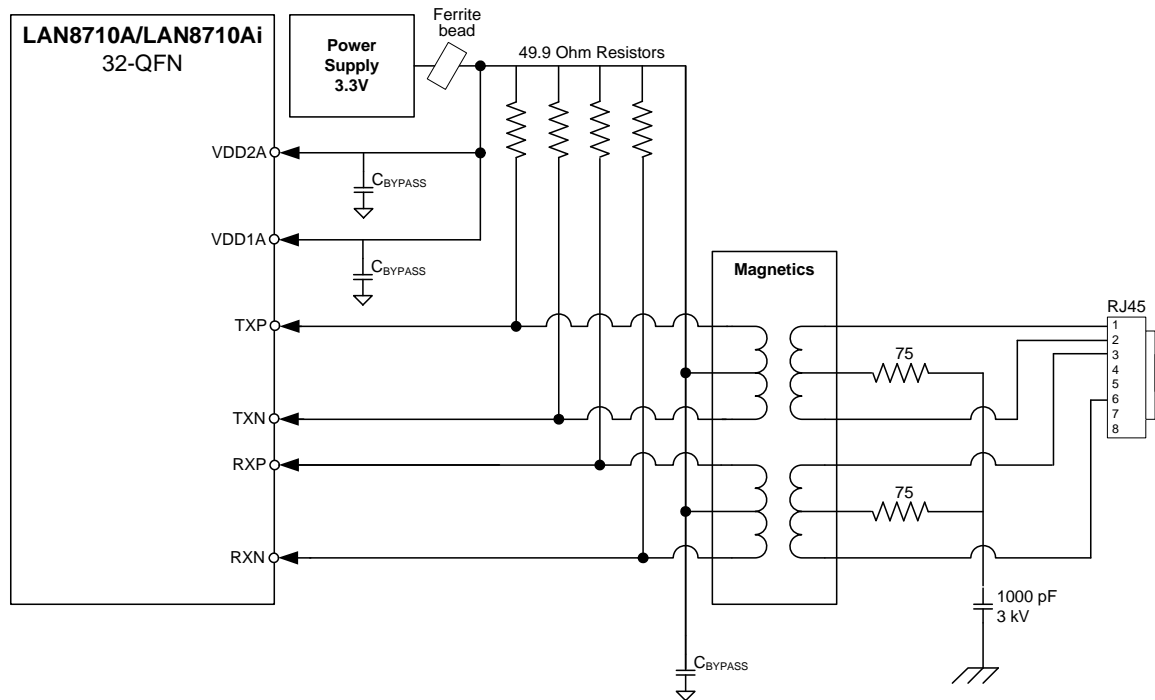 LAN8710A/LAN8710Ai
32-QFN
Power
Supply
3.3V
Ferrite
bead
49.9 Ohm Resistors
VDD2A
CBYPASS
VDD1A
CBYPASS
Magnetics
TXP
RJ45
1
2
3
4
5
6
7
8
75
TXN
RXP
75
RXN
1000 pF
3 kV
CBYPASS